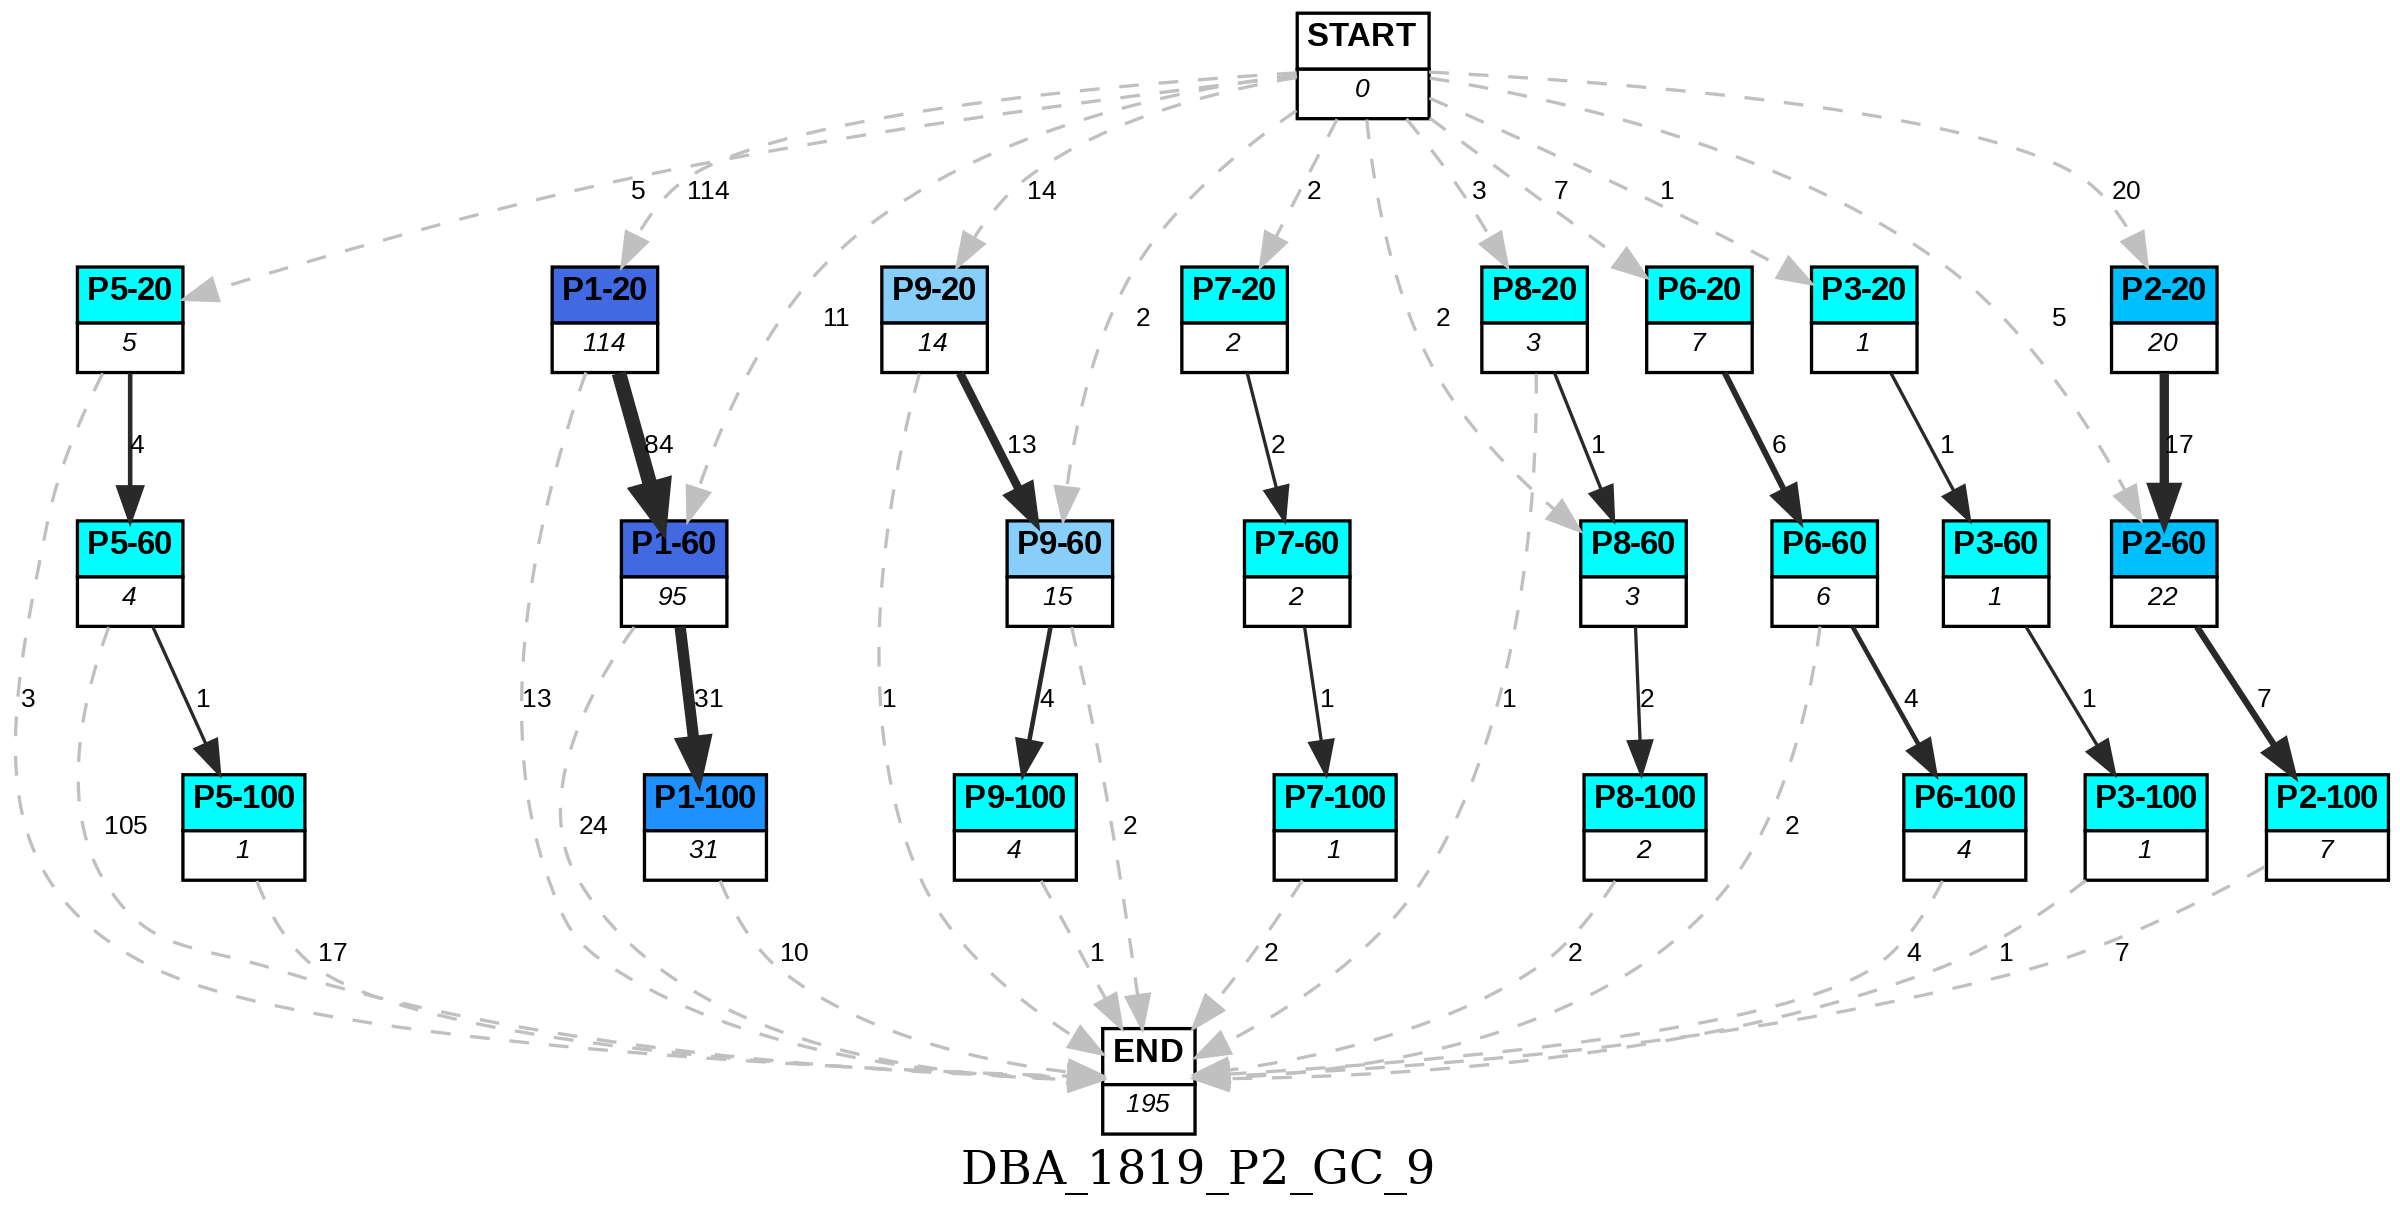 START
0
5
114
14
2
3
7
1
20
P5-20
5
P1-20
114
P9-20
14
P7-20
2
P8-20
3
P6-20
7
P3-20
1
P2-20
20
11
2
2
5
4
84
13
2
1
6
1
17
P5-60
4
P1-60
95
P9-60
15
P7-60
2
P8-60
3
P6-60
6
P3-60
1
P2-60
22
3
1
13
31
1
4
1
1
2
4
1
7
P5-100
1
P1-100
31
P9-100
4
P7-100
1
P8-100
2
P6-100
4
P3-100
1
P2-100
7
105
24
2
2
17
10
1
2
2
4
1
7
END
195
DBA_1819_P2_GC_9